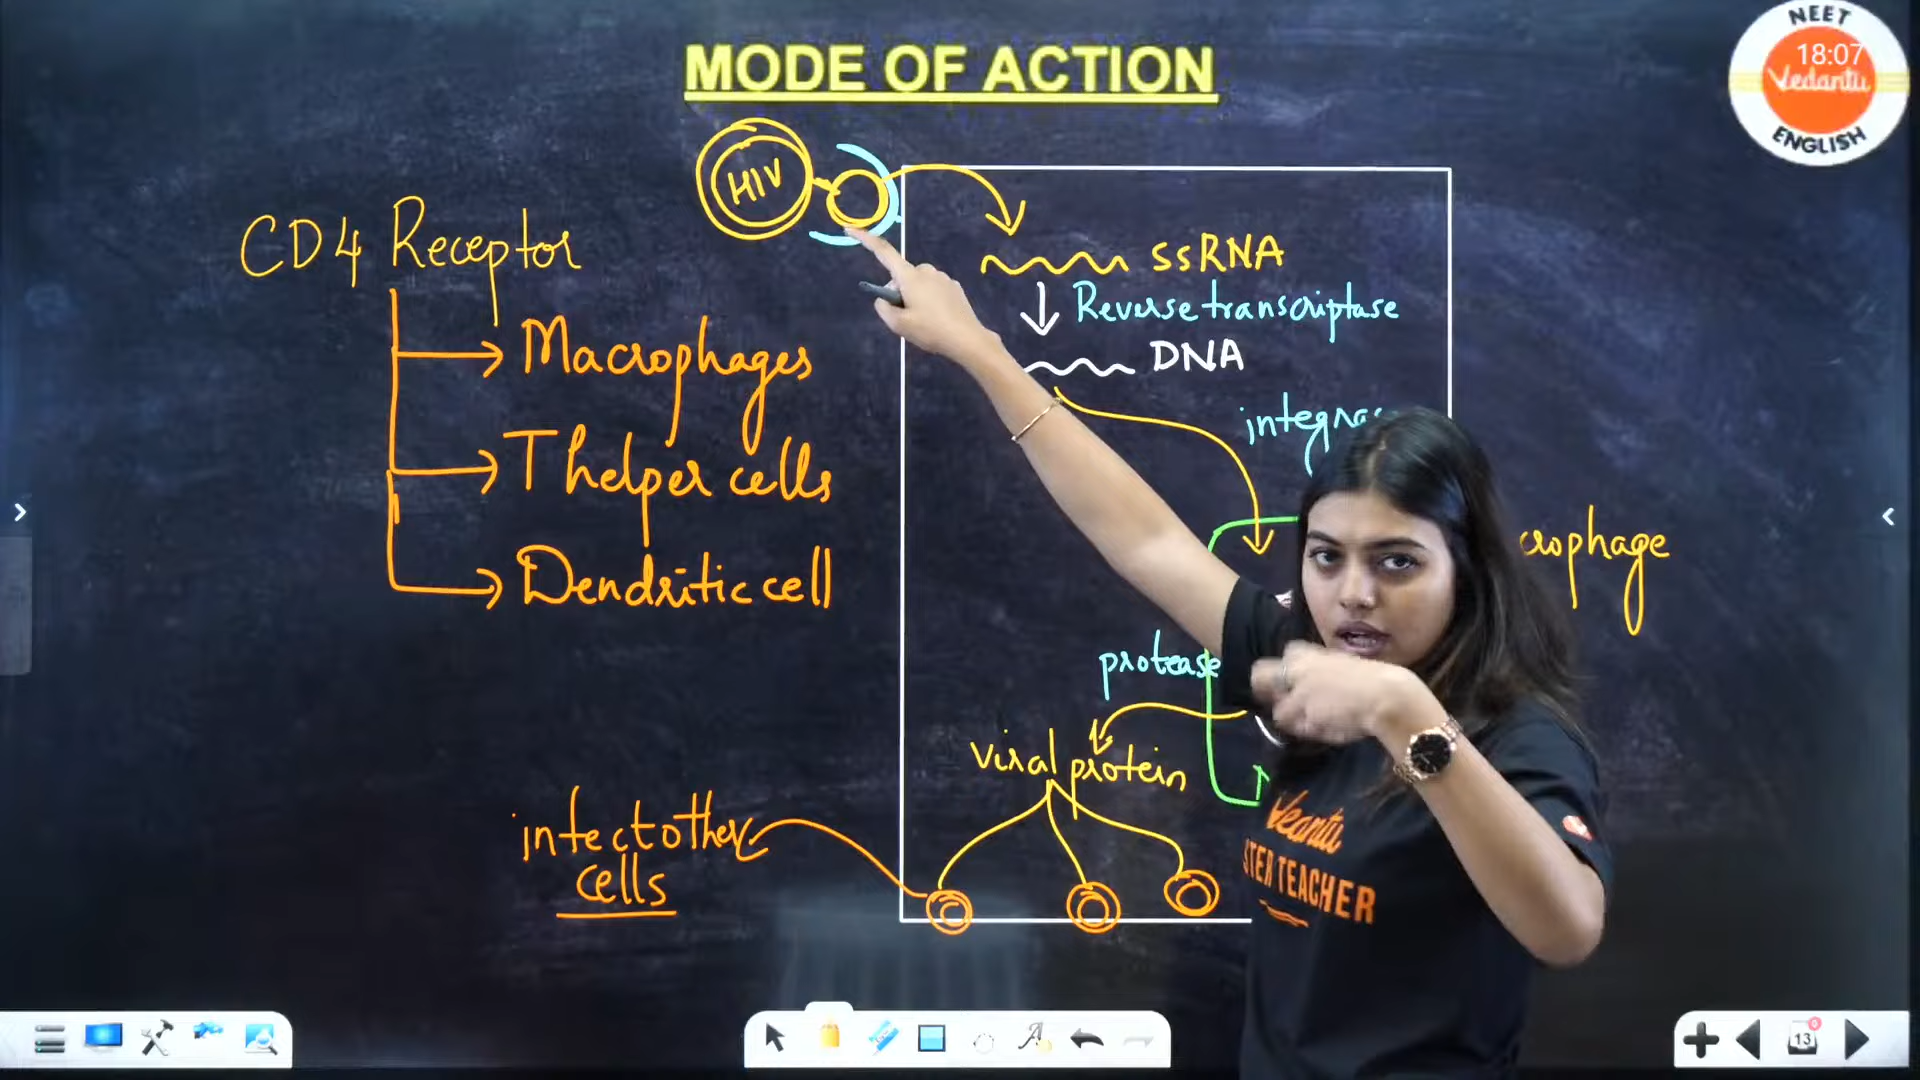 MODE OF ACTION
NEET
18:07
Vedantu
ENGLISH
HIV
CD4 Receptor
Macrophages
T helper cells
Dendritic cell
ssRNA
Reverse transcriptase
DNA
protease
viral protein
infect other
cells
Vedantu
TEACHER
13